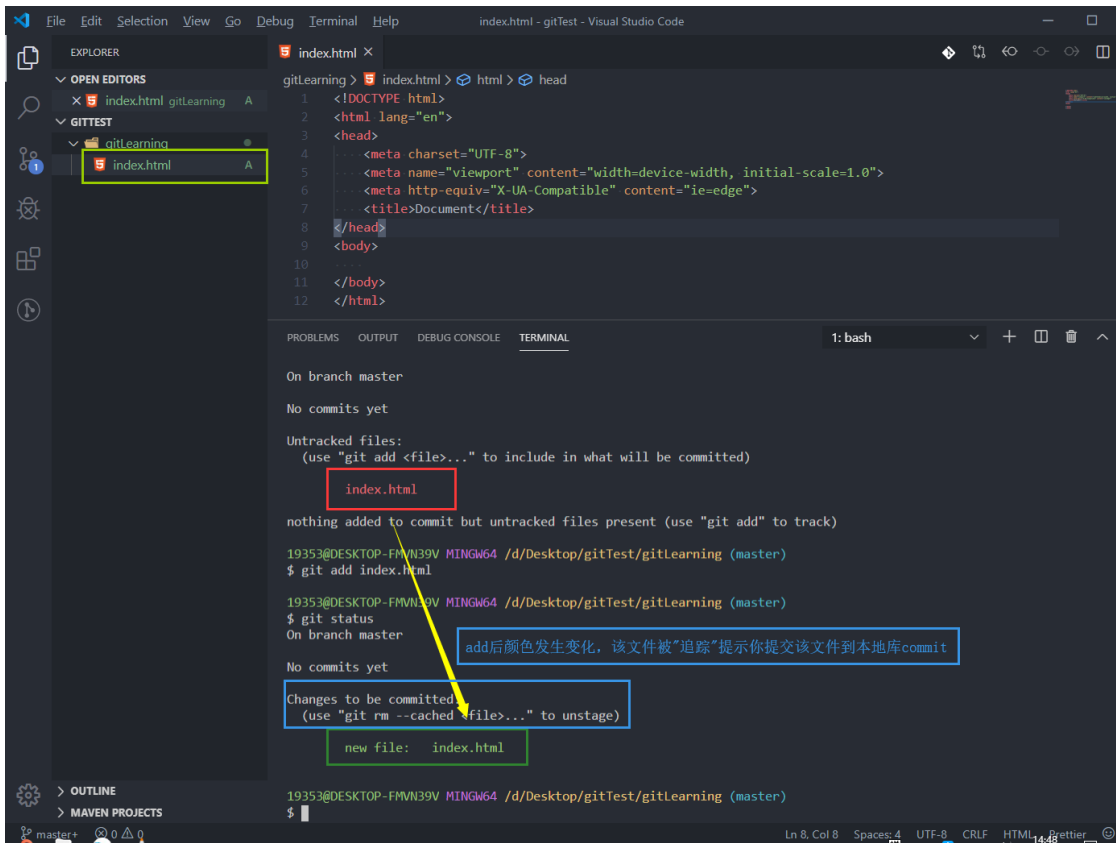 File Edit Selection View Go Debug Terminal Help index.html - gitTest - Visual Studio Code
EXPLORER
OPEN EDITORS
index.html gitLearning A
GITTEST
gitLearning
index.html A
OUTLINE
MAVEN PROJECTS
index.html
gitLearning > index.html > html > head
1 <!DOCTYPE html>
2 <html lang="en">
3 <head>
4 ····<meta charset="UTF-8">
5 ····<meta name="viewport" content="width=device-width, initial-scale=1.0">
6 ····<meta http-equiv="X-UA-Compatible" content="ie=edge">
7 ····<title>Document</title>
8 </head>
9 <body>
10 ····
11 </body>
12 </html>
PROBLEMS OUTPUT DEBUG CONSOLE TERMINAL 1: bash
On branch master
No commits yet
Untracked files:
(use "git add <file>..." to include in what will be committed)
index.html
nothing added to commit but untracked files present (use "git add" to track)
19353@DESKTOP-FMVN39V MINGW64 /d/Desktop/gitTest/gitLearning (master)
$ git add index.html
19353@DESKTOP-FMVN39V MINGW64 /d/Desktop/gitTest/gitLearning (master)
$ git status
On branch master
add后颜色发生变化，该文件被"追踪"提示你提交该文件到本地库commit
No commits yet
Changes to be committed:
(use "git rm --cached <file>..." to unstage)
new file: index.html
19353@DESKTOP-FMVN39V MINGW64 /d/Desktop/gitTest/gitLearning (master)
$
1
master+ 0 0 Ln 8, Col 8 Spaces: 4 UTF-8 CRLF HTML Prettier
14:48